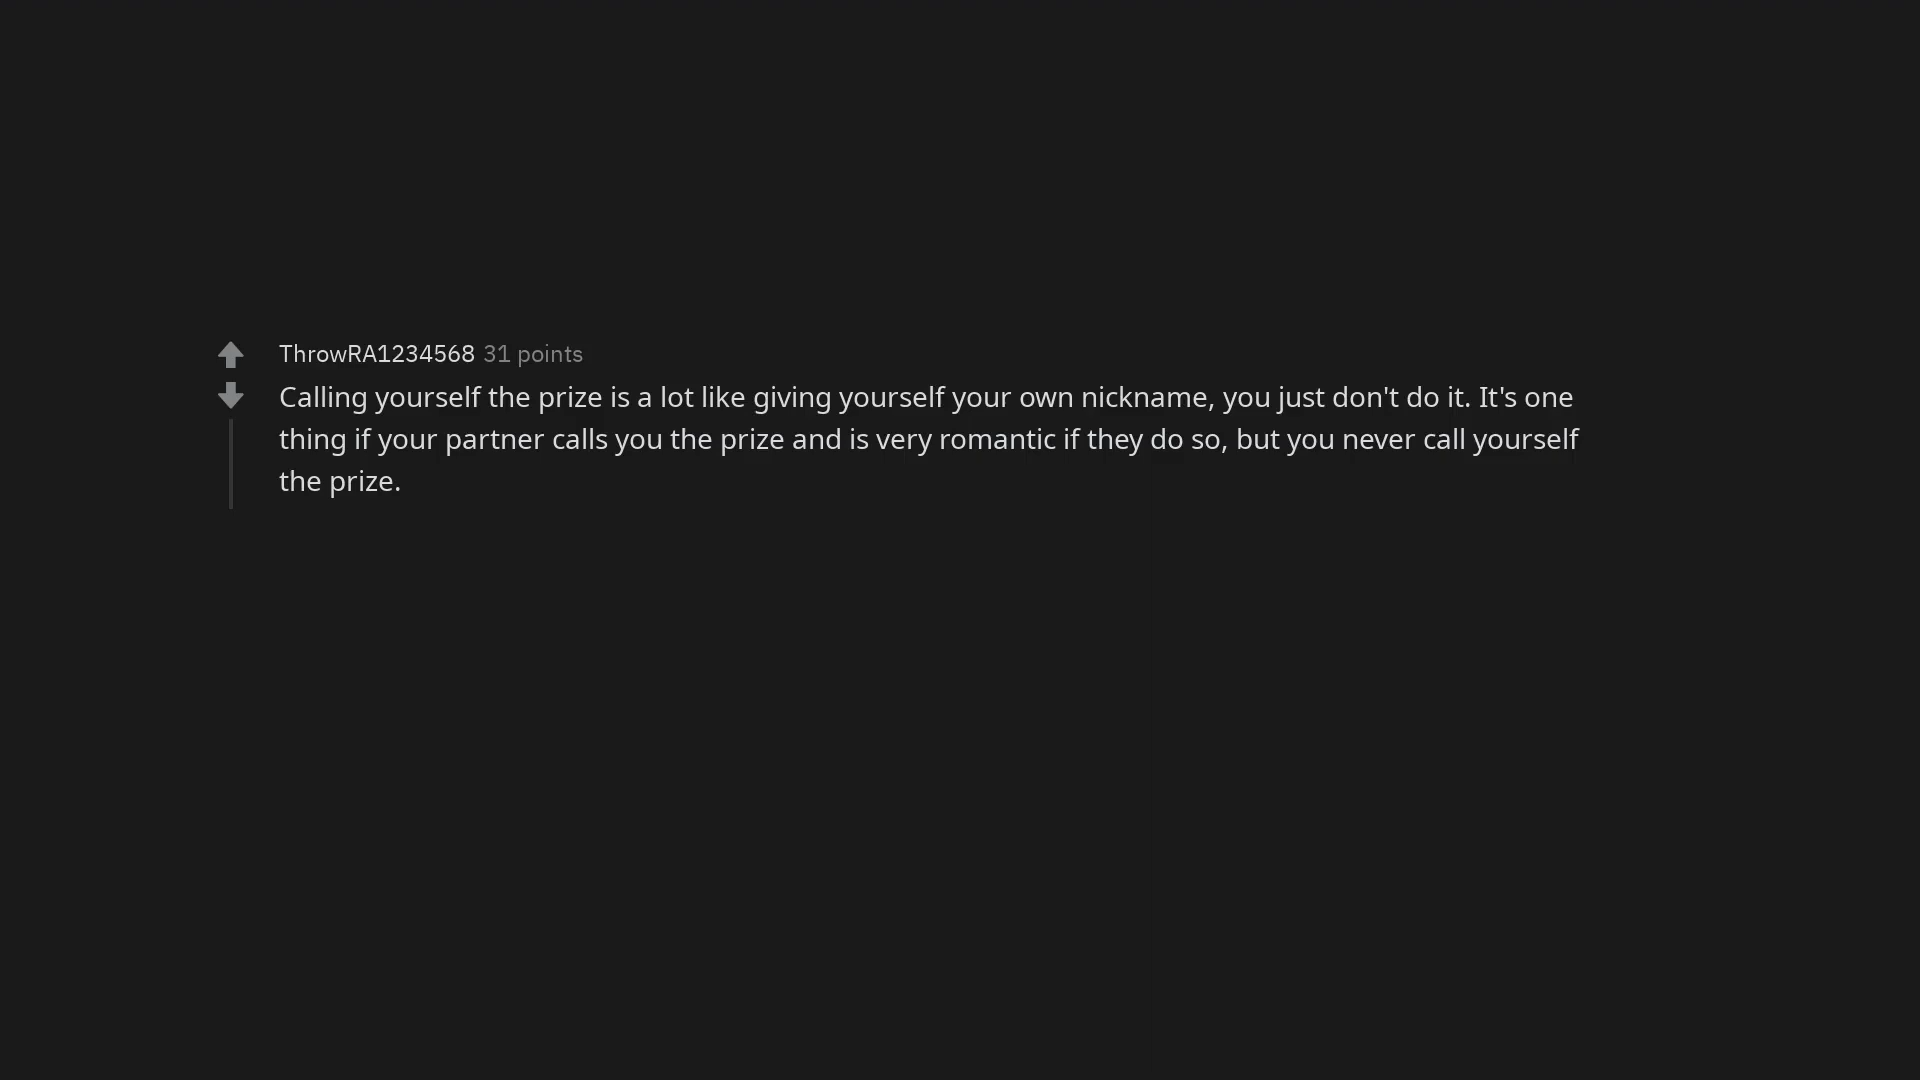 ThrowRA1234568 31 points
Calling yourself the prize is a lot like giving yourself your own nickname, you just don't do it. It's one
thing if your partner calls you the prize and is very romantic if they do so, but you never call yourself
the prize.